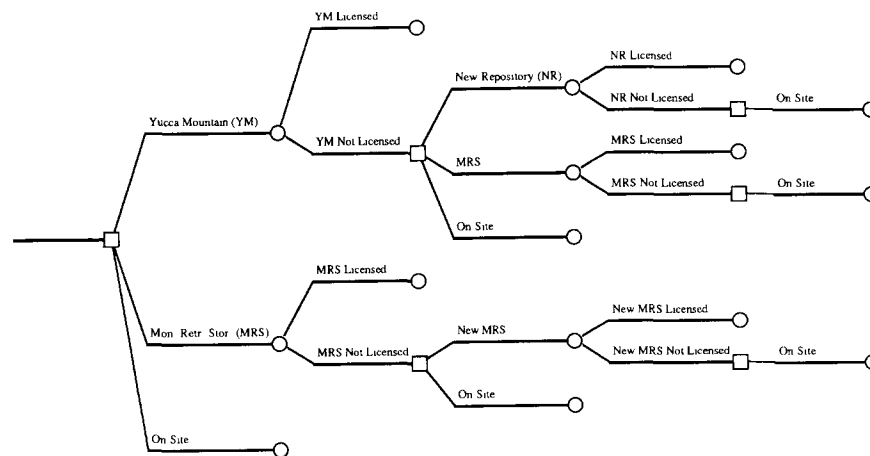 YM Licensed
New Repository (NR)
NR Licensed
NR Not Licensed
On Site
Yucca Mountain (YM)
YM Not Licensed
MRS
MRS Licensed
MRS Not Licensed
On Site
On Site
MRS Licensed
Mon Retr Stor (MRS)
MRS Not Licensed
New MRS
New MRS Licensed
New MRS Not Licensed
On Site
On Site
On Site